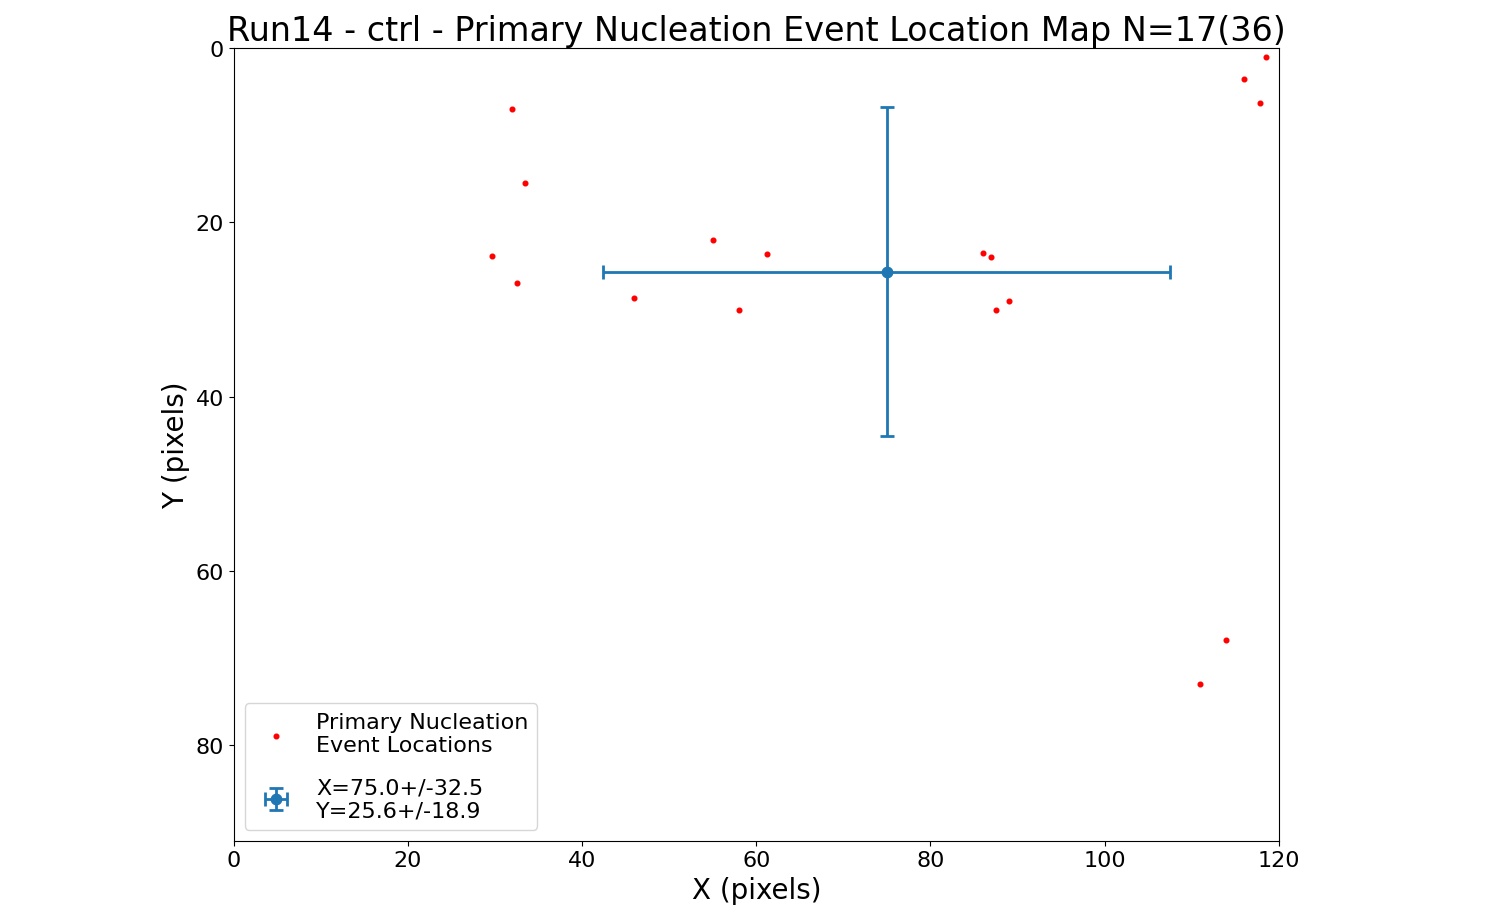 Run14 - ctrl - Primary Nucleation Event Location Map N=17(36)
0
20
40
60
80
Y (pixels)
Primary Nucleation
Event Locations
X=75.0+/-32.5
Y=25.6+/-18.9
0 20 40 60 80 100 120
X (pixels)